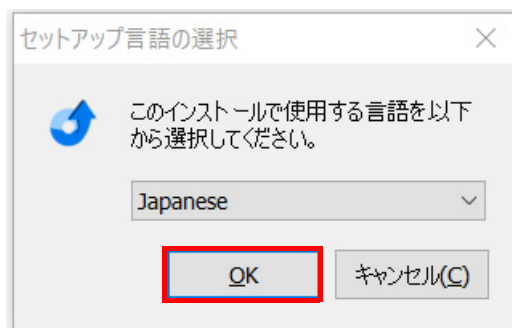 セットアップ言語の選択
このインストールで使用する言語を以下
から選択してください。
Japanese
OK
キャンセル(C)